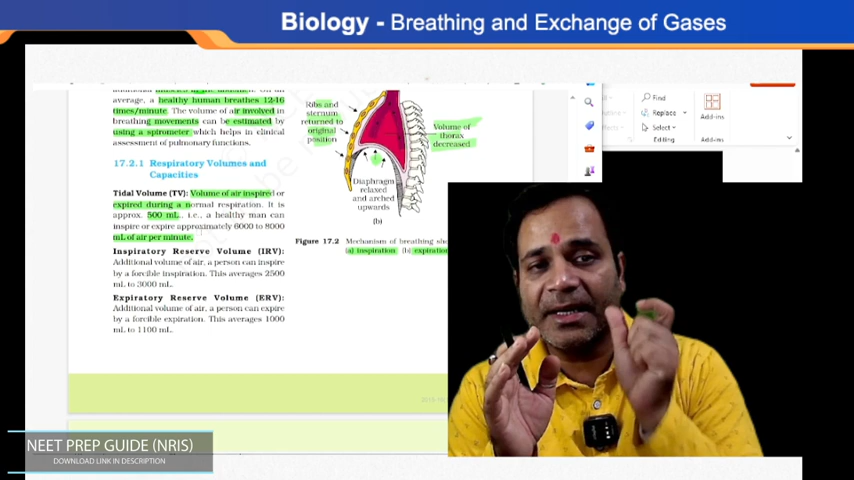 Biology - Breathing and Exchange of Gases
average, a healthy human breathes 12-16
times/minute. The volume of air involved in
breathing movements can be estimated by
using a spirometer which helps in clinical
assessment of pulmonary functions.
17.2.1 Respiratory Volumes and
Capacities
Tidal Volume (TV): Volume of air inspired or
expired during a normal respiration. It is
approx. 500 mL., i.e., a healthy man can
inspire or expire approximately 6000 to 8000
mL of air per minute.
Inspiratory Reserve Volume (IRV):
Additional volume of air, a person can inspire
by a forcible inspiration. This averages 2500
mL to 3000 mL.
Expiratory Reserve Volume (ERV):
Additional volume of air, a person can expire
by a forcible expiration. This averages 1000
mL to 1100 mL.
Ribs and
sternum
returned to
original
position
Volume of
thorax
decreased
Diaphragm
relaxed
and arched
upwards
(b)
Figure 17.2 Mechanism of breathing
(a) inspiration (b)
Find
Replace
Select
Editing
Add-ins
Add-ins
NEET PREP GUIDE (NRIS)
DOWNLOAD LINK IN DESCRIPTION